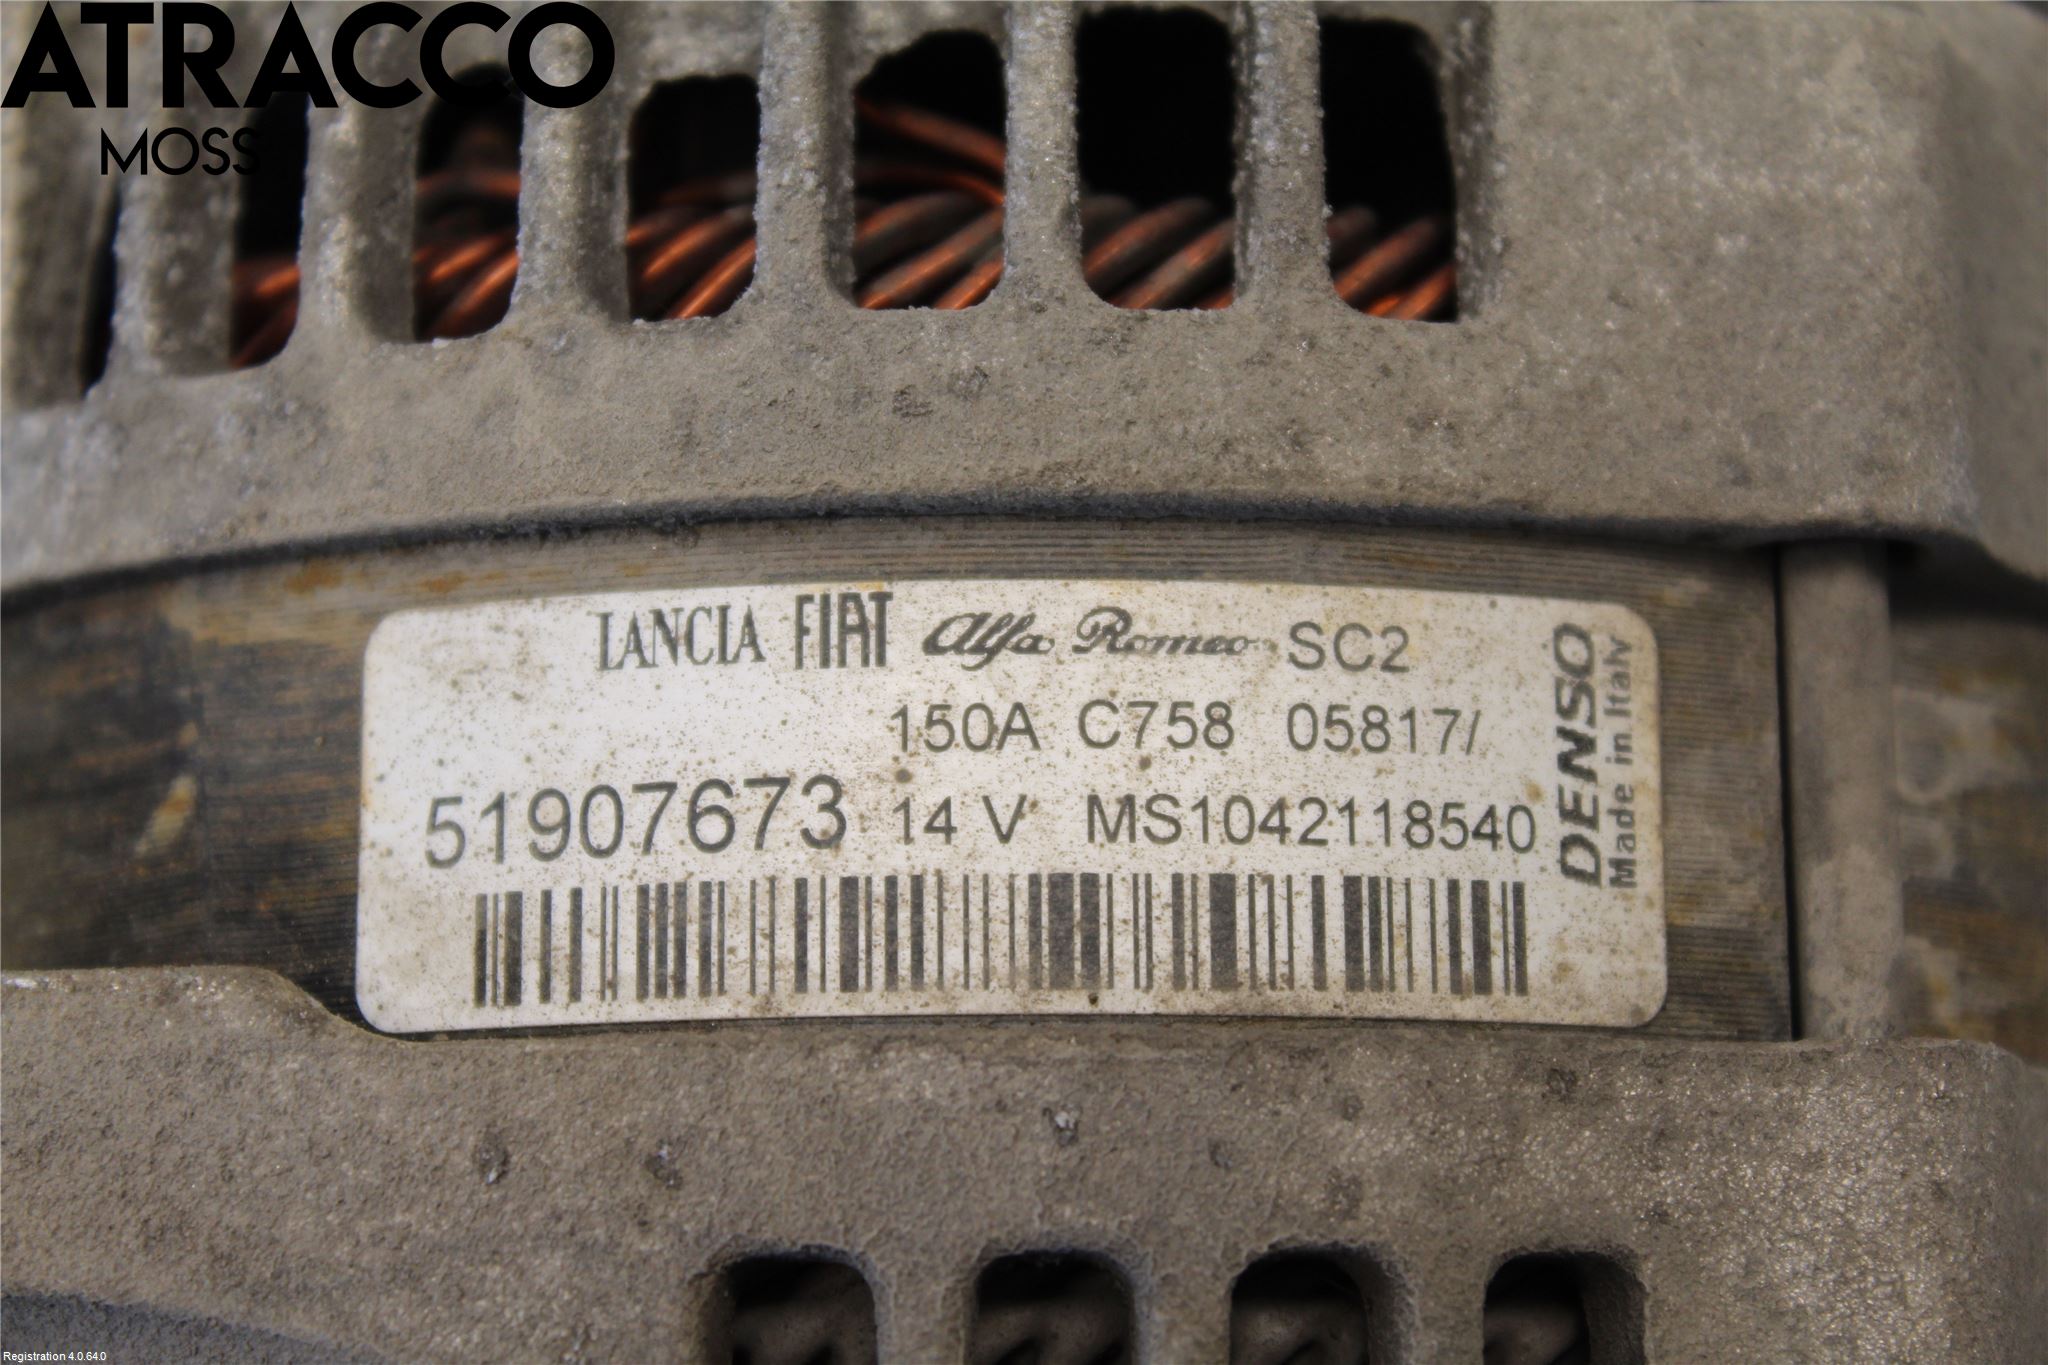 ATRACCO
MOSS
LANCIA FIAT Alfa Romeo SC2
150A C758 05817/
51907673 14 V MS1042118540
DENSO
Made in Italy
Registration 4.0.64.0